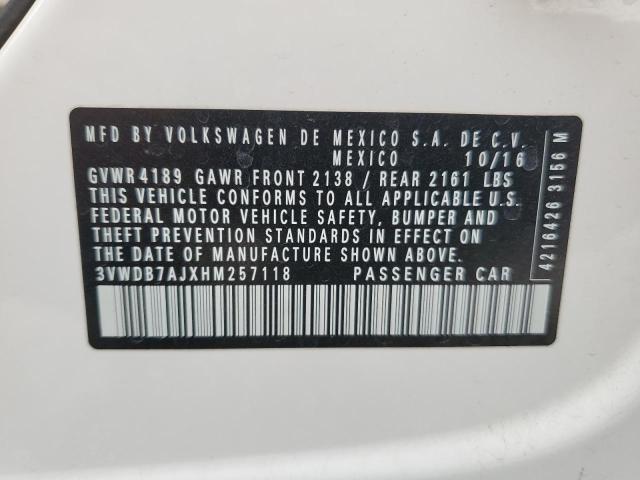 MFD BY VOLKSWAGEN DE MEXICO S.A. DE C.V.
MEXICO 10/16
GVWR4189 GAWR FRONT 2138 / REAR 2161 LBS
THIS VEHICLE CONFORMS TO ALL APPLICABLE U.S.
FEDERAL MOTOR VEHICLE SAFETY, BUMPER AND
THEFT PREVENTION STANDARDS IN EFFECT ON
THE DATE OF MANUFACTURE SHOWN ABOVE.
3VWDB7AJXHM257118 PASSENGER CAR
4216426 3156 M